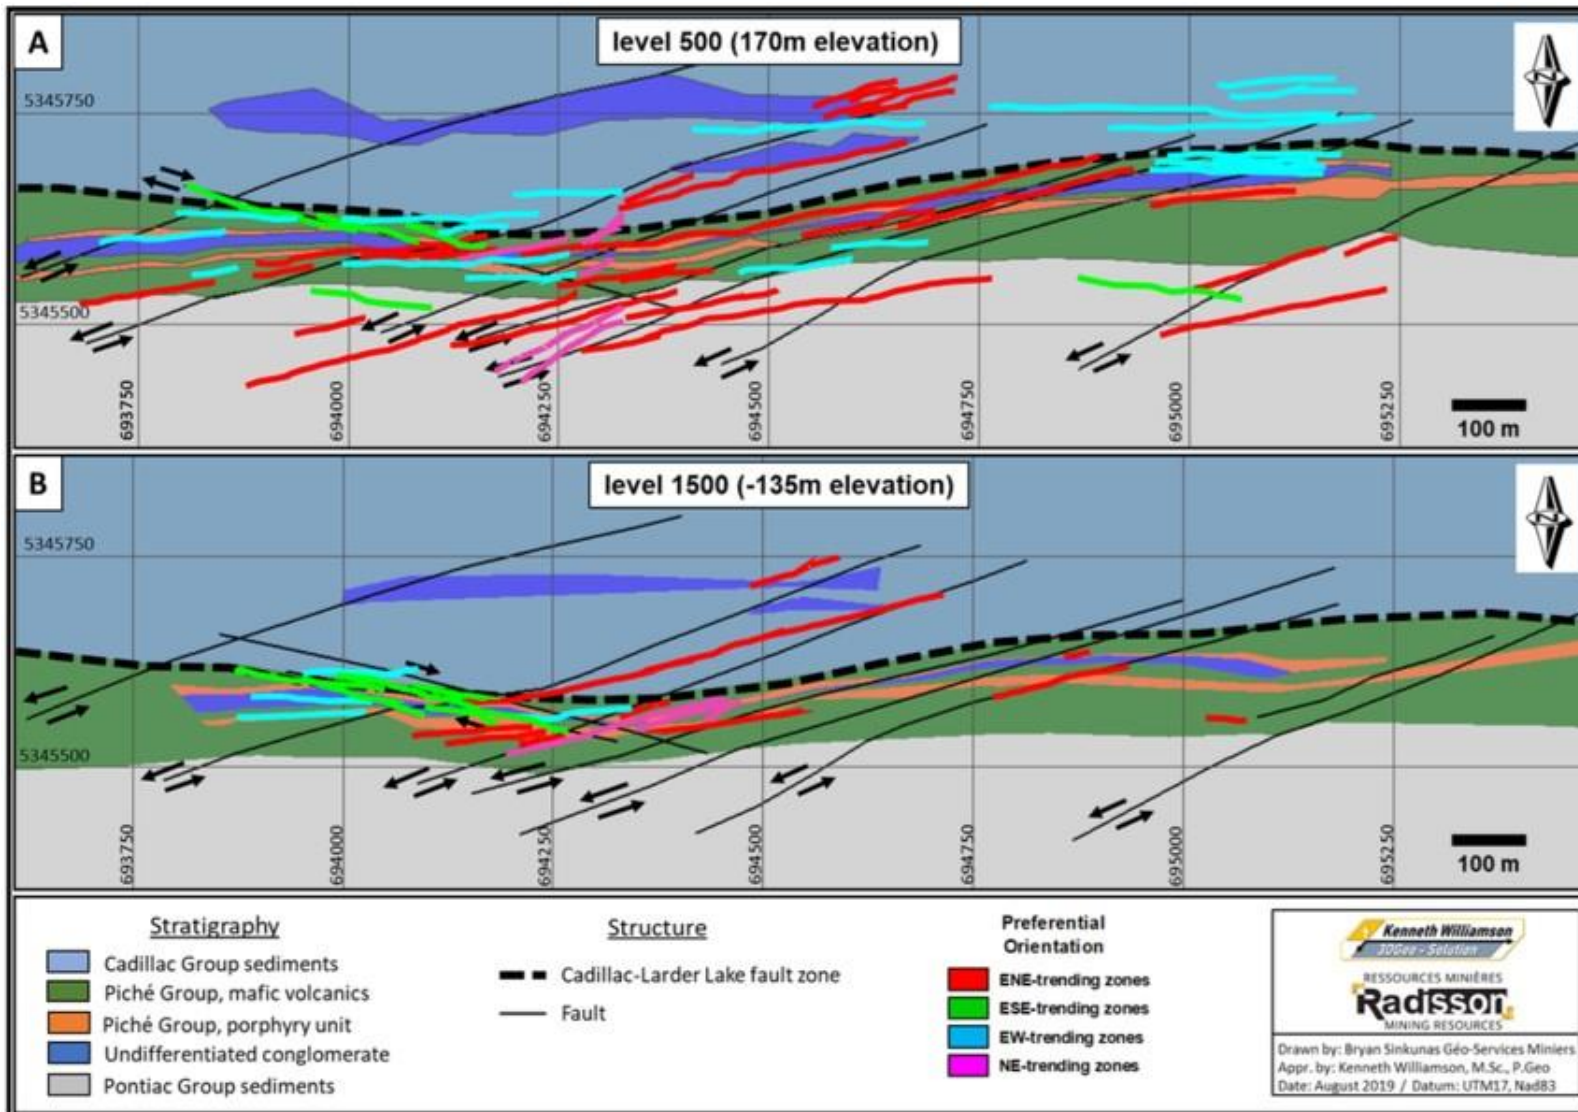 A
level 500 (170m elevation)
N
5345750
5345500
693750
694000
694250
694500
694750
695000
695250
100 m
B
level 1500 (-135m elevation)
N
5345750
5345500
693750
694000
694250
694500
694750
695000
695250
100 m
Stratigraphy
Cadillac Group sediments
Piché Group, mafic volcanics
Piché Group, porphyry unit
Undifferentiated conglomerate
Pontiac Group sediments
Structure
Cadillac-Larder Lake fault zone
Fault
Preferential
Orientation
ENE-trending zones
ESE-trending zones
EW-trending zones
NE-trending zones
Kenneth Williamson
3DGeo - Solution
RESSOURCES MINIÈRES
Radisson
MINING RESOURCES
Drawn by: Bryan Sinkunas Géo-Services Miniers
Appr. by: Kenneth Williamson, M.Sc., P.Geo
Date: August 2019 / Datum: UTM17, Nad83